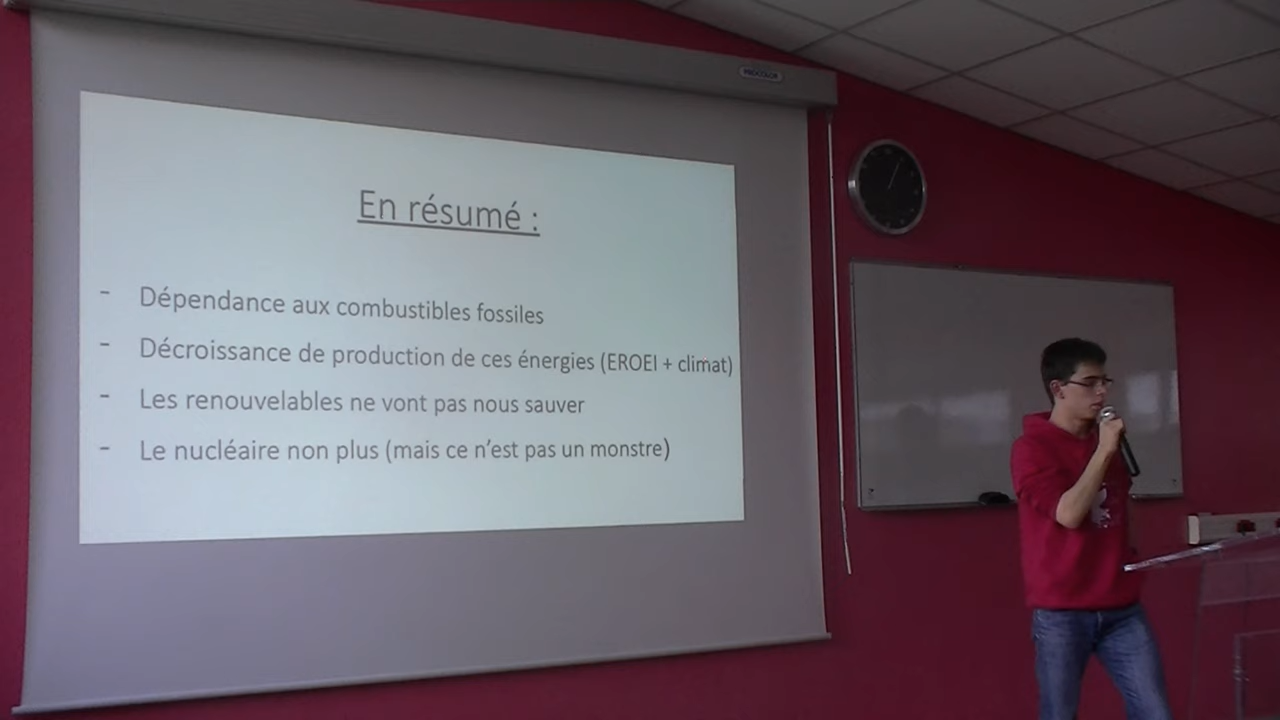 PROCOLOR
En résumé :
- Dépendance aux combustibles fossiles
- Décroissance de production de ces énergies (EROEI + climat)
- Les renouvelables ne vont pas nous sauver
- Le nucléaire non plus (mais ce n’est pas un monstre)